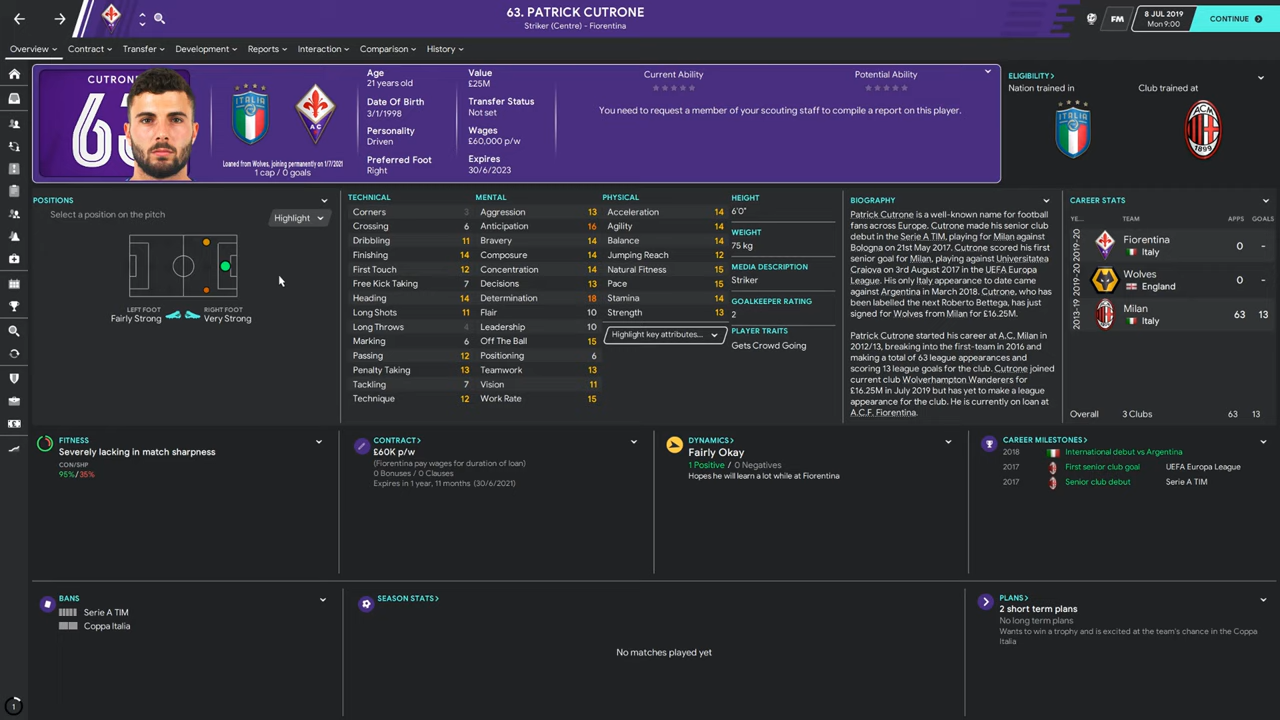 63. PATRICK CUTRONE
Striker (Centre) - Fiorentina
FM
8 JUL 2019
Mon 9:00
CONTINUE
Overview
Contract
Transfer
Development
Reports
Interaction
Comparison
History
CUTRONE
63
ITALIA
AC
Loaned from Wolves, joining permanently on 1/7/2021
1 cap / 0 goals
Age
21 years old
Date Of Birth
3/1/1998
Personality
Driven
Preferred Foot
Right
Value
£25M
Transfer Status
Not set
Wages
£60,000 p/w
Expires
30/6/2023
Current Ability
Potential Ability
You need to request a member of your scouting staff to compile a report on this player.
ELIGIBILITY>
Nation trained in
Club trained at
ITALIA
ACM
1899
POSITIONS
Select a position on the pitch
Highlight
LEFT FOOT
Fairly Strong
RIGHT FOOT
Very Strong
TECHNICAL
Corners 3
Crossing 6
Dribbling 11
Finishing 14
First Touch 12
Free Kick Taking 7
Heading 14
Long Shots 11
Long Throws 4
Marking 6
Passing 12
Penalty Taking 13
Tackling 7
Technique 12
MENTAL
Aggression 13
Anticipation 16
Bravery 14
Composure 14
Concentration 14
Decisions 13
Determination 18
Flair 10
Leadership 10
Off The Ball 15
Positioning 6
Teamwork 13
Vision 11
Work Rate 15
PHYSICAL
Acceleration 14
Agility 14
Balance 14
Jumping Reach 12
Natural Fitness 15
Pace 15
Stamina 14
Strength 13
Highlight key attributes...
HEIGHT
6'0"
WEIGHT
75 kg
MEDIA DESCRIPTION
Striker
GOALKEEPER RATING
2
PLAYER TRAITS
Gets Crowd Going
BIOGRAPHY
Patrick Cutrone is a well-known name for football
fans across Europe. Cutrone made his senior
debut in the Serie A TIM, playing for Milan against
Bologna on 21st May 2017. Cutrone scored his first
senior goal for Milan, playing against Universitatea
Craiova on 3rd August 2017 in the UEFA Europa
League. His only Italy appearance to date came
against Argentina in March 2018. Cutrone, who has
been labelled the next Roberto Bettega, has just
signed for Wolves from Milan for £16.25M.
Patrick Cutrone started his career at A.C. Milan in
2012/13, breaking into the first-team in 2016 and
making a total of 63 league appearances and
scoring 13 league goals for the club. Cutrone joined
current club Wolverhampton Wanderers for
£16.25M in July 2019 but has yet to make a league
appearance for the club. He is currently on loan at
A.C.F. Fiorentina.
CAREER STATS
YE... TEAM APPS GOALS
2019-20 Fiorentina 0 -
Italy
2019-20 Wolves 0 -
England
2013-19 Milan 63 13
Italy
Overall 3 Clubs 63 13
FITNESS
Severely lacking in match sharpness
CON/SHP
95%/35%
CONTRACT>
£60K p/w
(Fiorentina pay wages for duration of loan)
0 Bonuses / 0 Clauses
Expires in 1 year, 11 months (30/6/2021)
DYNAMICS>
Fairly Okay
1 Positive / 0 Negatives
Hopes he will learn a lot while at Fiorentina
CAREER MILESTONES>
2018 International debut vs Argentina
2017 First senior club goal UEFA Europa League
2017 Senior club debut Serie A TIM
BANS
Serie A TIM
Coppa Italia
SEASON STATS>
No matches played yet
PLANS>
2 short term plans
No long term plans
Wants to win a trophy and is excited at the team's chance in the Coppa
Italia
1